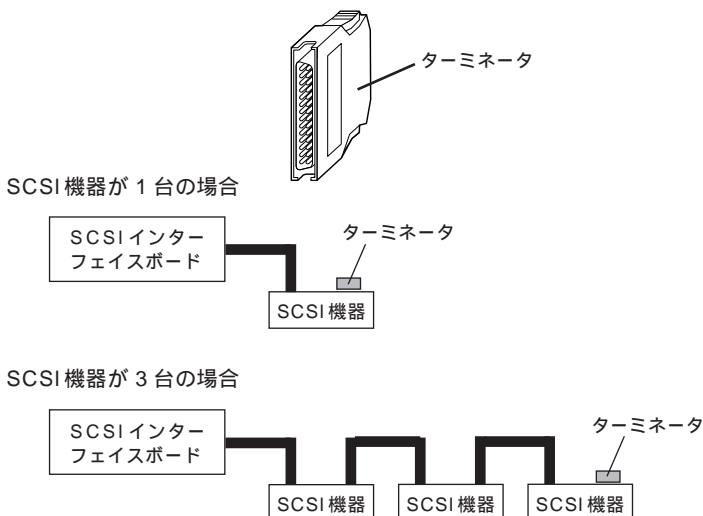 ターミネータ
SCSI機器が 1 台の場合
SCSIインター
フェイスボード
ターミネータ
SCSI機器
SCSI機器が 3 台の場合
SCSIインター
フェイスボード
ターミネータ
SCSI機器
SCSI機器
SCSI機器